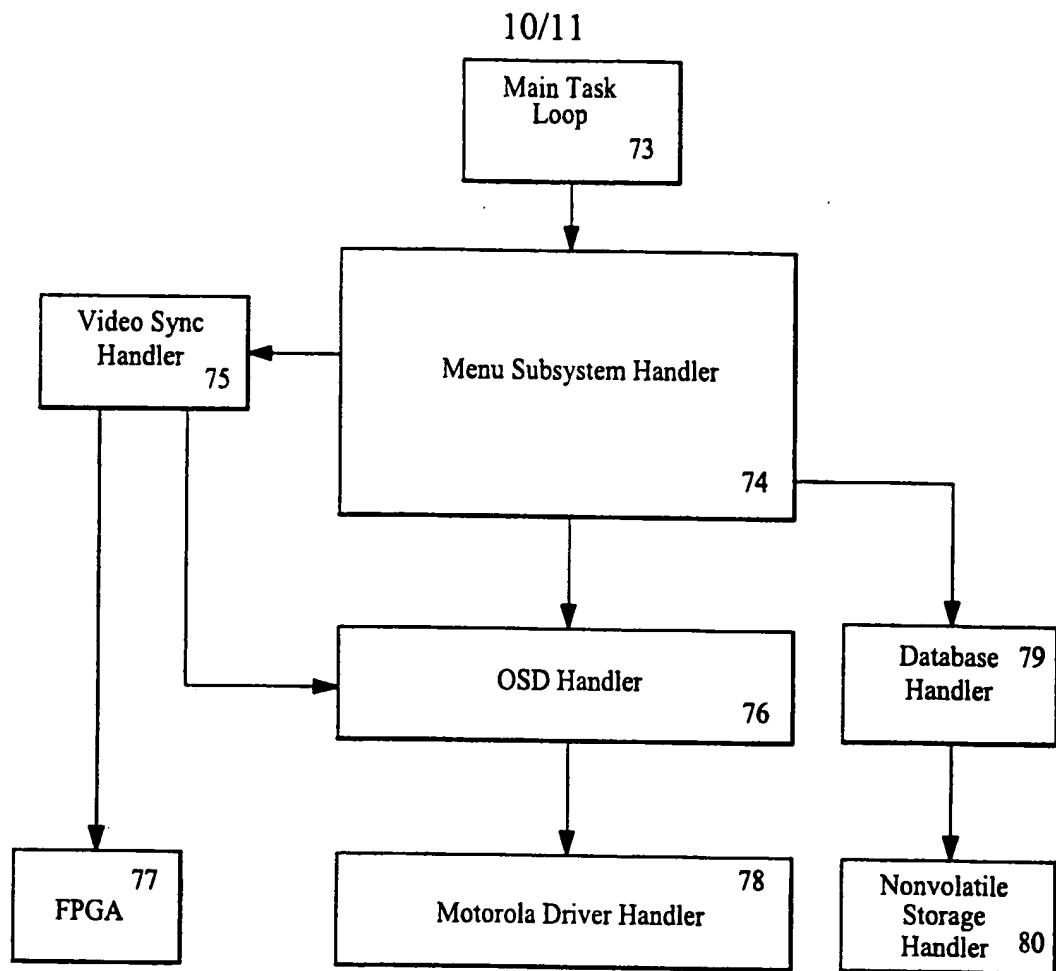 10/11
Main Task
Loop
73
Video Sync
Handler
75
Menu Subsystem Handler
74
OSD Handler
76
Database
Handler
79
77
FPGA
Motorola Driver Handler
78
Nonvolatile
Storage
Handler
80